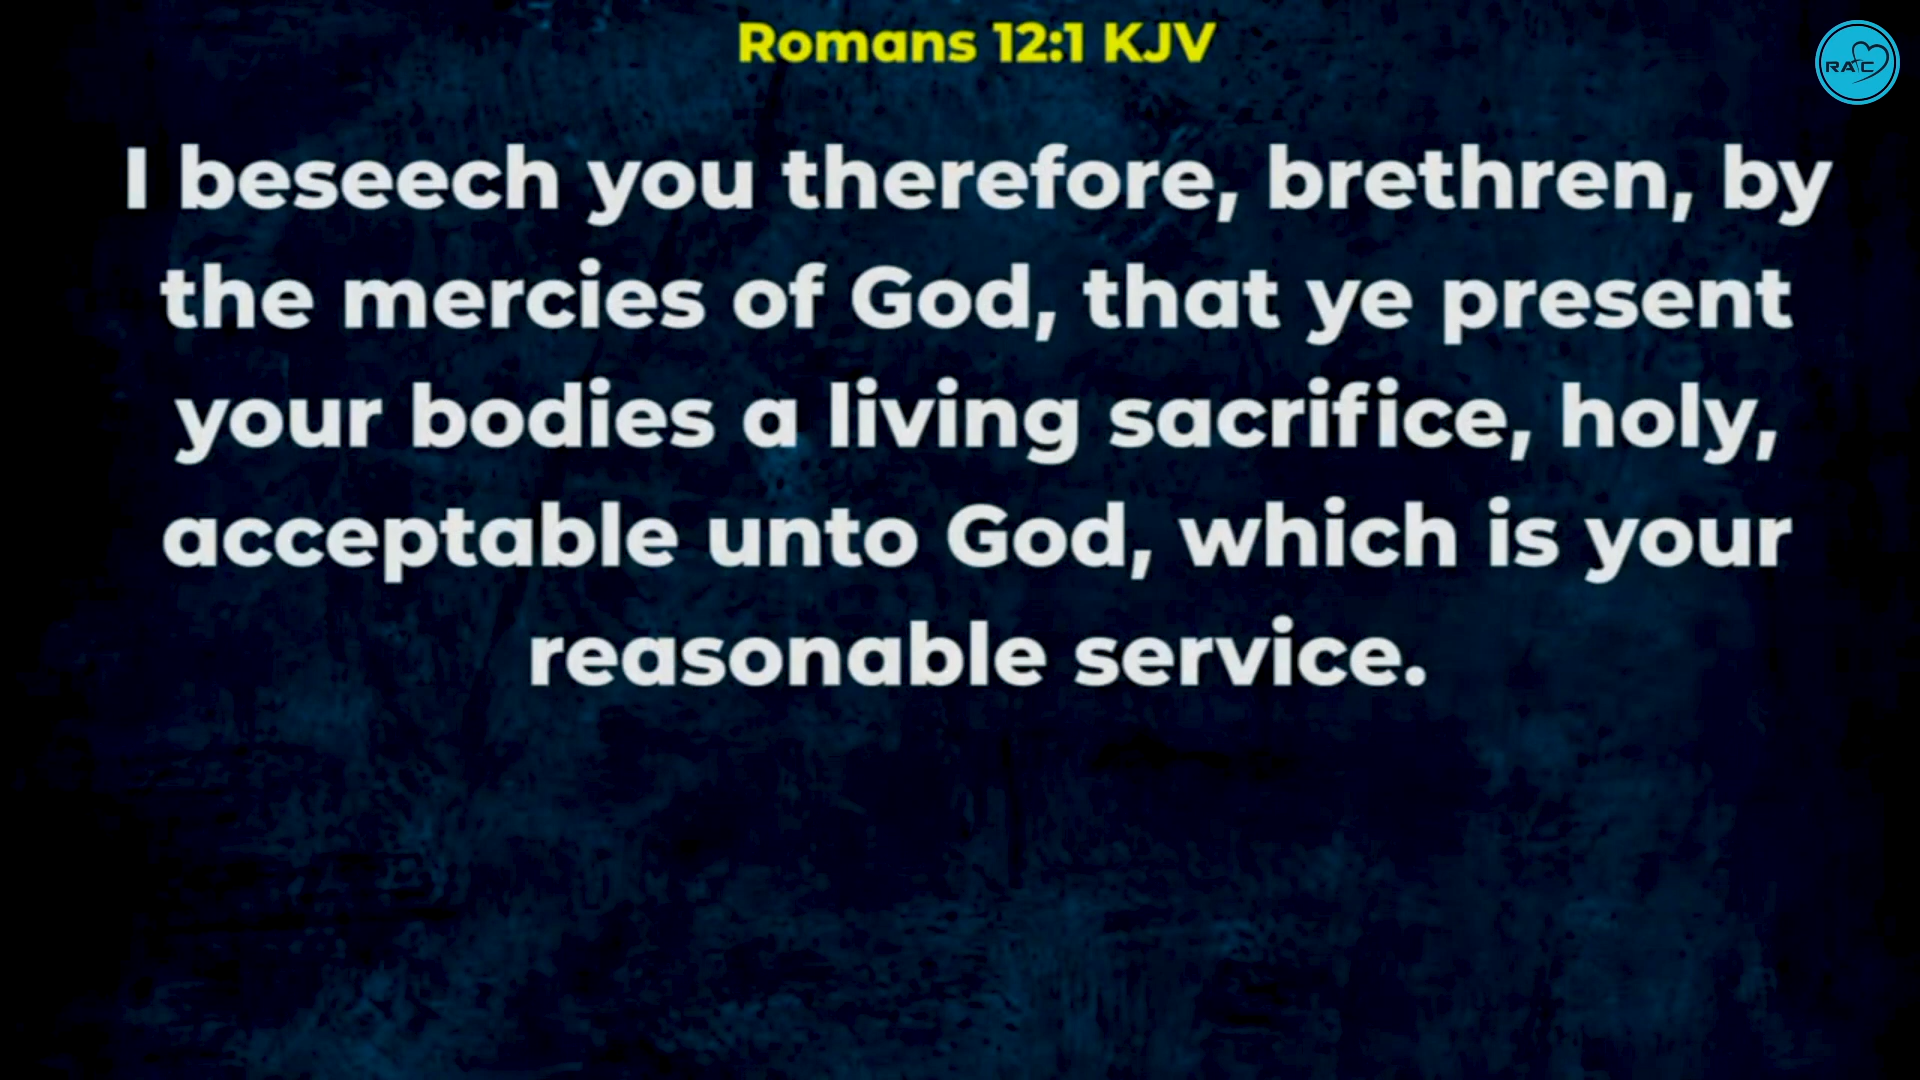 Romans 12:1 KJV
RAC
I beseech you therefore, brethren, by
the mercies of God, that ye present
your bodies a living sacrifice, holy,
acceptable unto God, which is your
reasonable service.